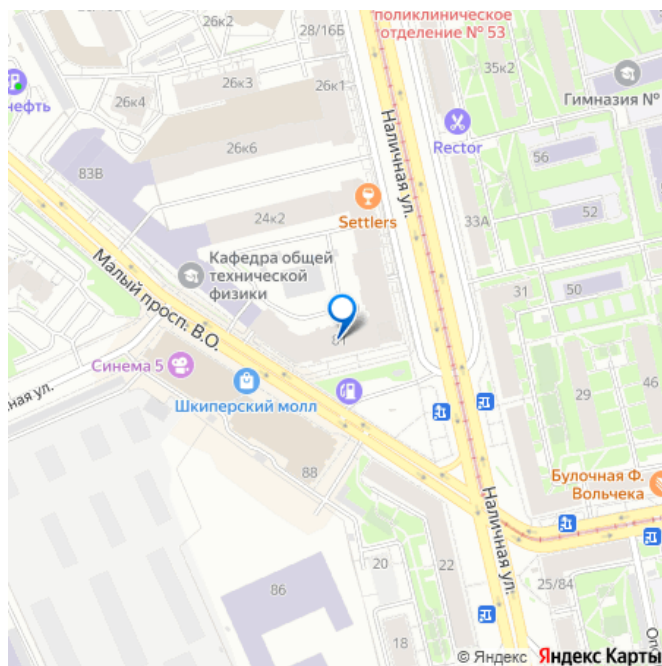 28/16Б
поликлиническое
отделение № 53
26к3
26к1
35к2
Гимназия №
нефть
26к4
Rector
26к6
56
83В
Наличная ул.
Settlers
52
24к2
33А
Кафедра общей
технической
физики
Малый просп. В.О.
31
50
81
Синема 5
ная ул.
Шкиперский молл
29
46
Булочная Ф.
Вольчека
88
Наличная ул.
20
22
25/84
86
18
Опо
© Яндекс Яндекс Карты